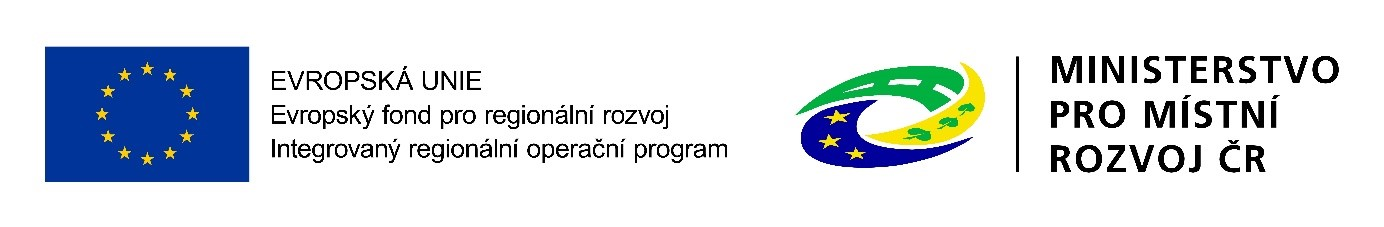 EVROPSKÁ UNIE
Evropský fond pro regionální rozvoj
Integrovaný regionální operační program
MINISTERSTVO
PRO MÍSTNÍ
ROZVOJ ČR